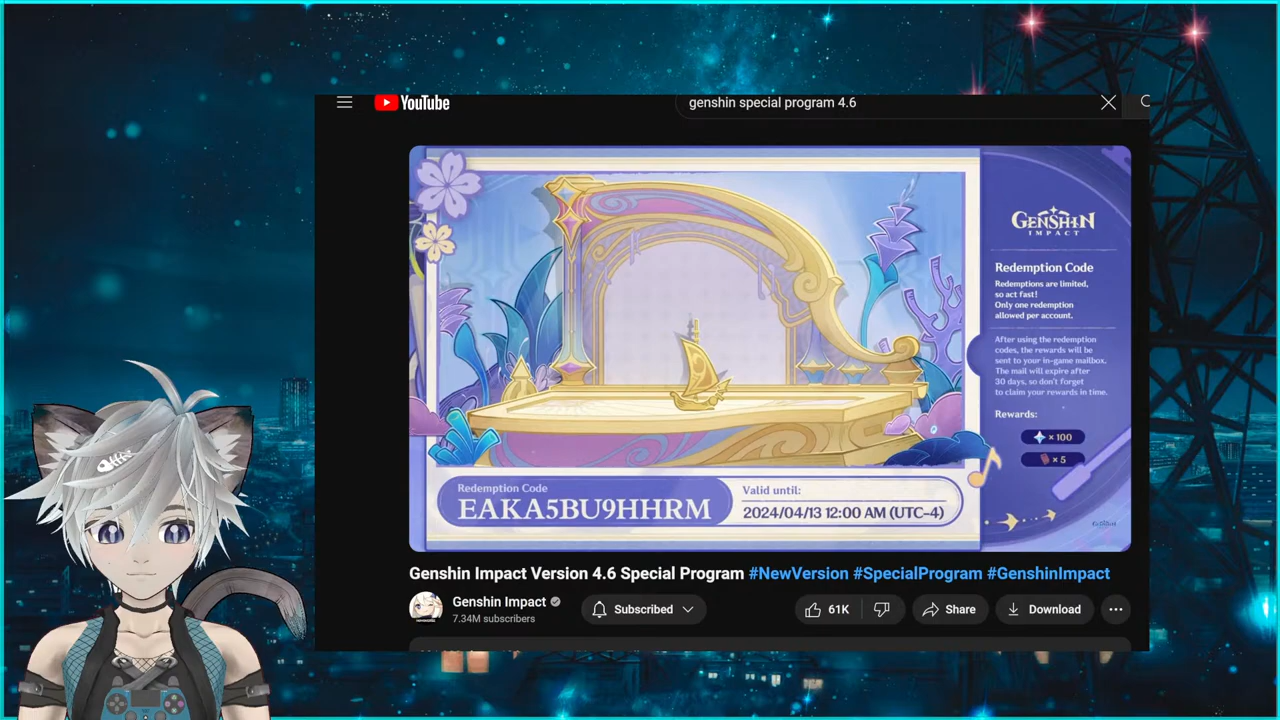 YouTube
genshin special program 4.6
GENSHIN
IMPACT
Redemption Code
Redemptions are limited,
so act fast!
Only one redemption
allowed per account.
After using the redemption
codes, the rewards will be
sent to your in-game mailbox.
The mail will expire after
30 days, so don't forget
to claim your rewards in time.
Rewards:
× 100
× 5
Redemption Code
EAKA5BU9HHRM
Valid until:
2024/04/13 12:00 AM (UTC-4)
Genshin Impact Version 4.6 Special Program #NewVersion #SpecialProgram #GenshinImpact
Genshin Impact
7.34M subscribers
Subscribed
61K
Share
Download